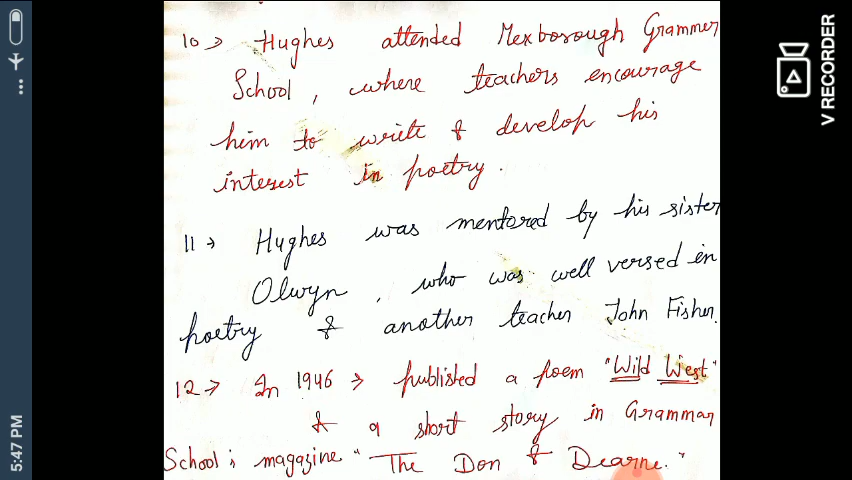 10 → Hughes attended Mexborough Grammer
School, where teachers encourage
him to write & develop his
interest in poetry.
11 → Hughes was mentored by his sister
Olwyn, who was well versed in
poetry & another teacher John Fisher.
12 → In 1946 → published a poem "Wild West"
& a short story in Grammar
School's magazine "The Don & Dearne."
5:47 PM
V RECORDER